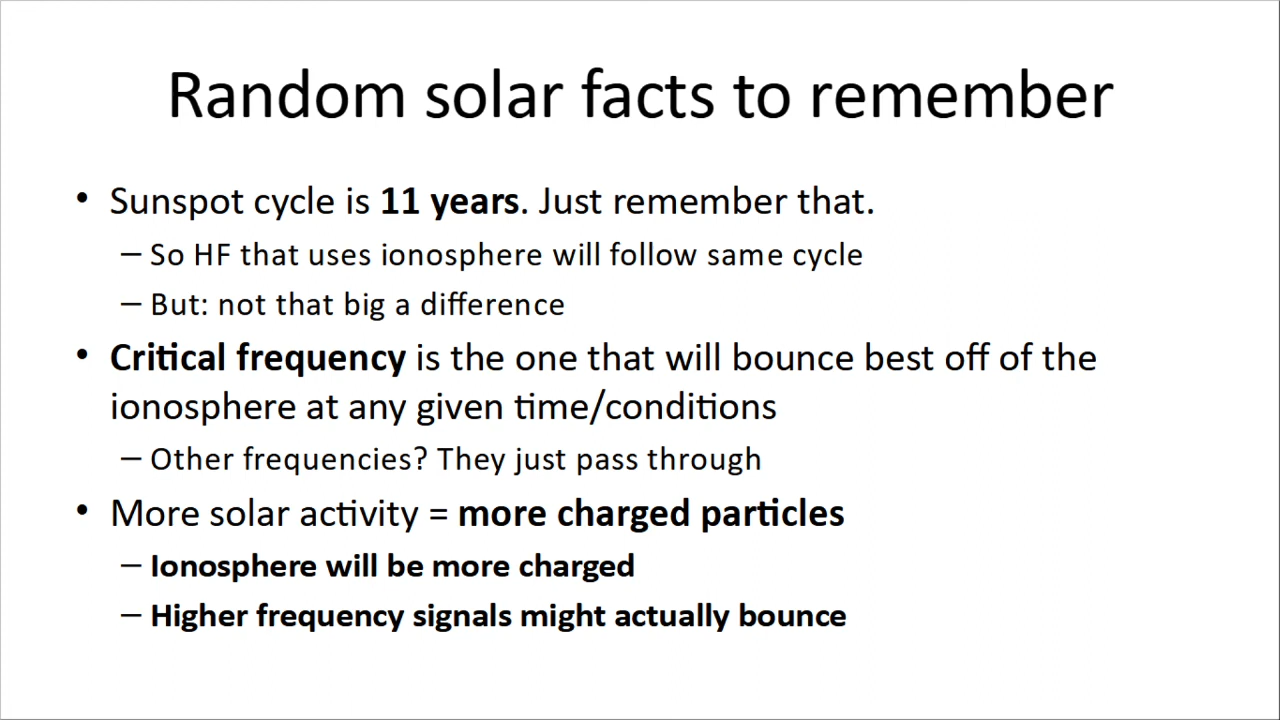 Random solar facts to remember
• Sunspot cycle is 11 years. Just remember that.
– So HF that uses ionosphere will follow same cycle
– But: not that big a difference
• Critical frequency is the one that will bounce best off of the
ionosphere at any given time/conditions
– Other frequencies? They just pass through
• More solar activity = more charged particles
– Ionosphere will be more charged
– Higher frequency signals might actually bounce